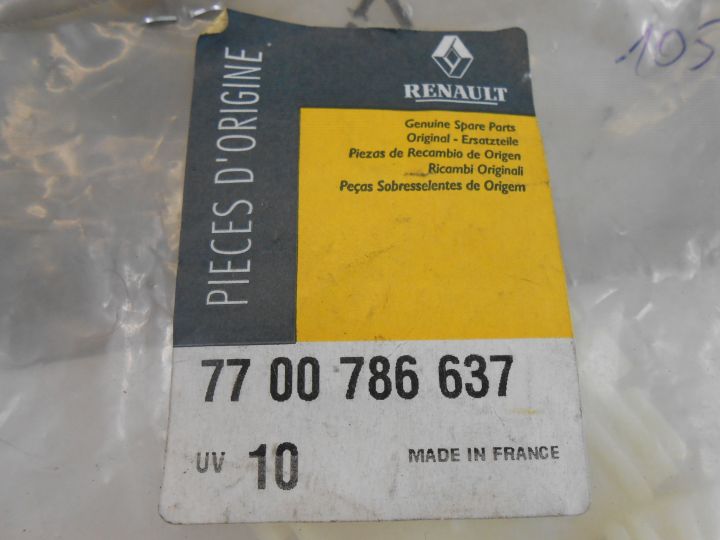 PIECES D'ORIGINE
RENAULT
Genuine Spare Parts
Original - Ersatzteile
Piezas de Recambio de Origen
Ricambi Originali
Peças Sobresselentes de Origem
77 00 786 637
UV 10
MADE IN FRANCE
105